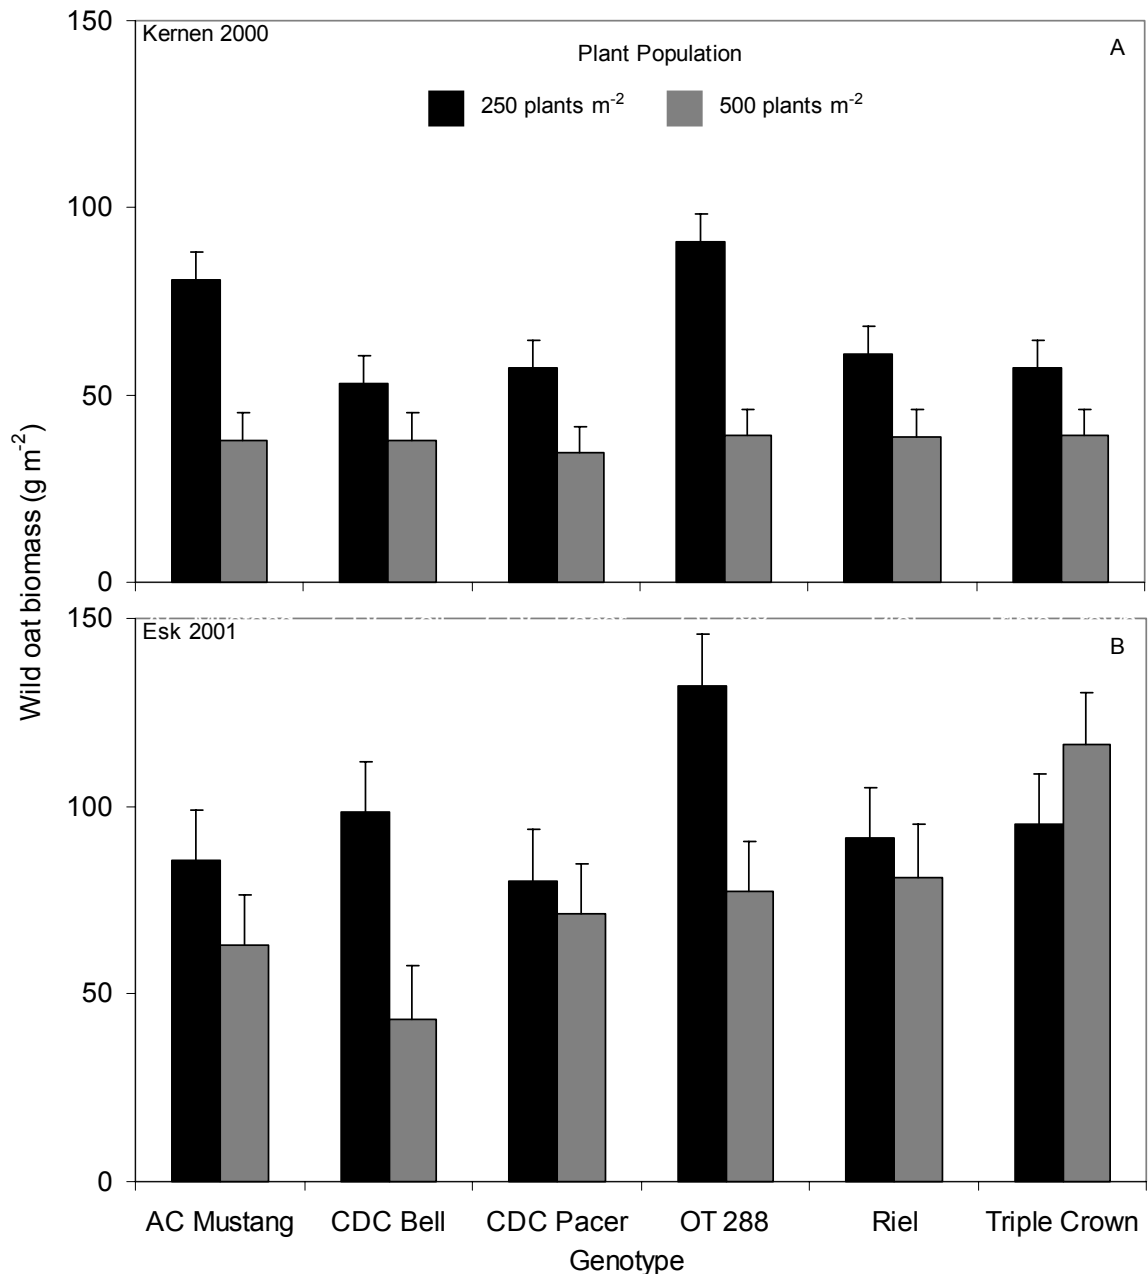 150
Kernen 2000
A
Plant Population
250 plants m⁻²
500 plants m⁻²
100
50
0
Wild oat biomass (g m⁻²)
150
Esk 2001
B
100
50
0
AC Mustang CDC Bell CDC Pacer OT 288 Riel Triple Crown
Genotype